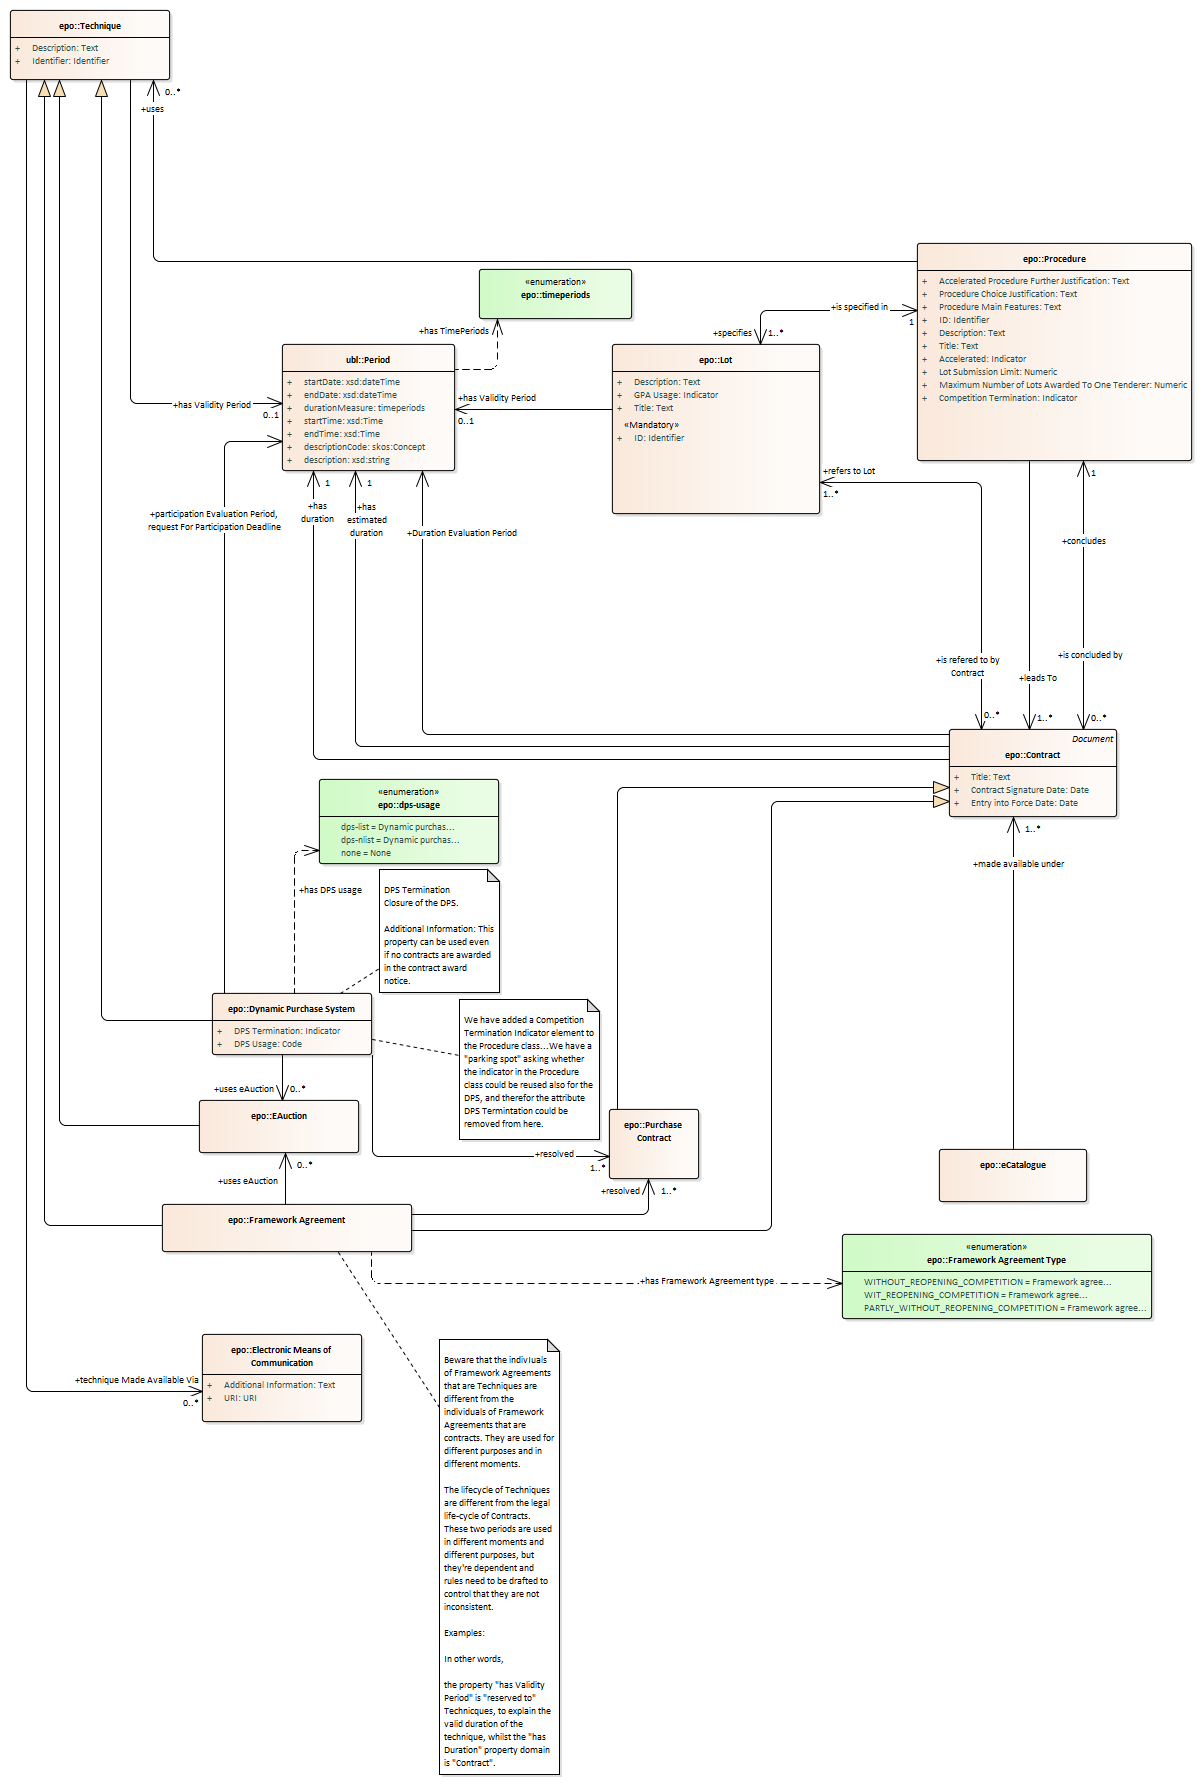 epo::Technique
+ Description: Text
+ Identifier: Identifier
0..*
+uses
epo::Procedure
+ Accelerated Procedure Further Justification: Text
+ Procedure Choice Justification: Text
+ Procedure Main Features: Text
+ ID: Identifier
+ Description: Text
+ Title: Text
+ Accelerated: Indicator
+ Lot Submission Limit: Numeric
+ Maximum Number of Lots Awarded To One Tenderer: Numeric
+ Competition Termination: Indicator
«enumeration»
epo::timeperiods
+has TimePeriods
+is specified in
1
+specifies
1..*
ubl::Period
+ startDate: xsd:dateTime
+ endDate: xsd:dateTime
+ durationMeasure: timeperiods
+ startTime: xsd:Time
+ endTime: xsd:Time
+ descriptionCode: skos:Concept
+ description: xsd:string
epo::Lot
+ Description: Text
+ GPA Usage: Indicator
+ Title: Text
«Mandatory»
+ ID: Identifier
+has Validity Period
0..1
+has Validity Period
0..1
+refers to Lot
1..*
1
1
1
+participation Evaluation Period,
request For Participation Deadline
+has
duration
+has
estimated
duration
+Duration Evaluation Period
+concludes
+is refered to by
Contract
+leads To
+is concluded by
0..*
1..*
0..*
Document
epo::Contract
+ Title: Text
+ Contract Signature Date: Date
+ Entry into Force Date: Date
1..*
+made available under
«enumeration»
epo::dps-usage
dps-list = Dynamic purchas...
dps-nlist = Dynamic purchas...
none = None
+has DPS usage
DPS Termination
Closure of the DPS.
Additional Information: This
property can be used even
if no contracts are awarded
in the contract award
notice.
epo::Dynamic Purchase System
+ DPS Termination: Indicator
+ DPS Usage: Code
We have added a Competition
Termination Indicator element to
the Procedure class...We have a
"parking spot" asking whether
the indicator in the Procedure
class could be reused also for the
DPS, and therefor the attribute
DPS Termintation could be
removed from here.
+uses eAuction
0..*
epo::EAuction
epo::Purchase
Contract
+resolved
1..*
0..*
+uses eAuction
+resolved
1..*
epo::eCatalogue
epo::Framework Agreement
«enumeration»
epo::Framework Agreement Type
WITHOUT_REOPENING_COMPETITION = Framework agree...
WIT_REOPENING_COMPETITION = Framework agree...
PARTLY_WITHOUT_REOPENING_COMPETITION = Framework agree...
+has Framework Agreement type
epo::Electronic Means of
Communication
+ Additional Information: Text
+ URI: URI
+technique Made Available Via
0..*
Beware that the indivIuals
of Framework Agreements
that are Techniques are
different from the
individuals of Framework
Agreements that are
contracts. They are used for
different purposes and in
different moments.
The lifecycle of Techniques
are different from the legal
life-cycle of Contracts.
These two periods are used
in different moments and
different purposes, but
they're dependent and
rules need to be drafted to
control that they are not
inconsistent.
Examples:
In other words,
the property "has Validity
Period" is "reserved to"
Technicques, to explain the
valid duration of the
technique, whilst the "has
Duration" property domain
is "Contract".